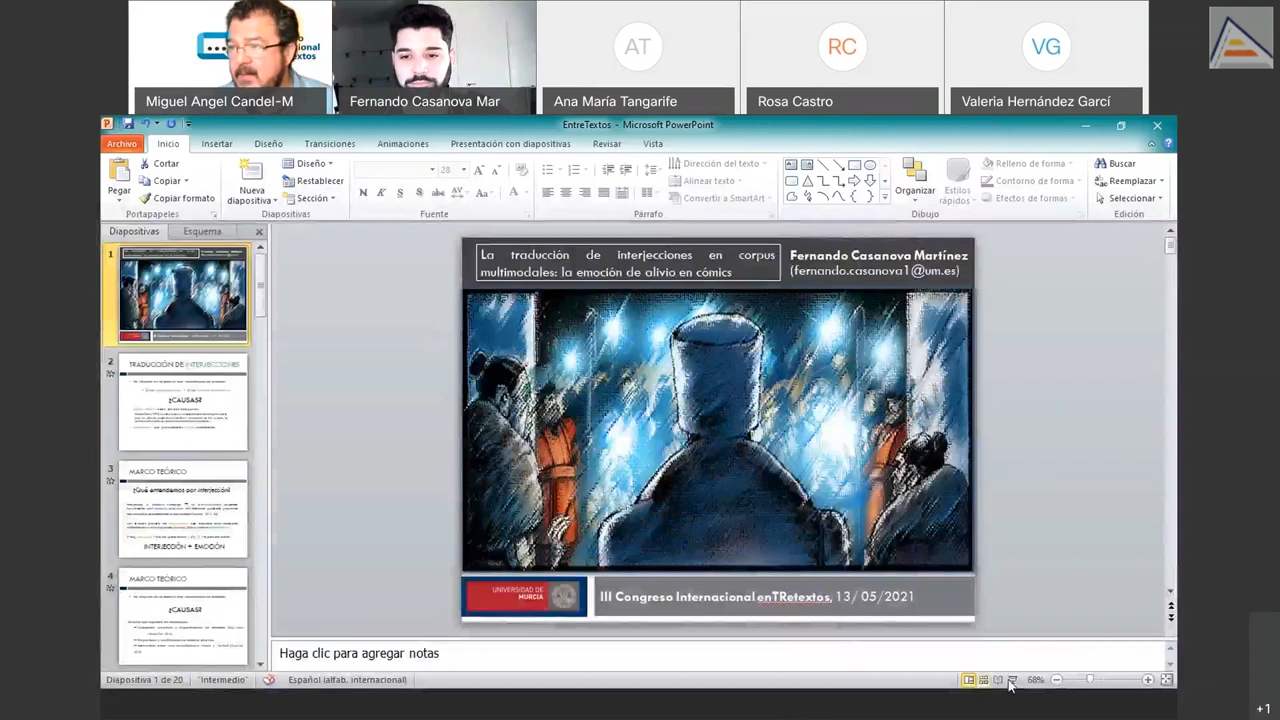 AT
RC
VG
Miguel Angel Candel-M
Fernando Casanova Mar
Ana María Tangarife
Rosa Castro
Valeria Hernández Garcí
EntreTextos - Microsoft PowerPoint
Archivo
Inicio
Insertar
Diseño
Transiciones
Animaciones
Presentación con diapositivas
Revisar
Vista
Pegar
Cortar
Copiar
Copiar formato
Portapapeles
Nueva
diapositiva
Diseño
Restablecer
Sección
Diapositivas
28
Fuente
Párrafo
Dirección del texto
Alinear texto
Convertir a SmartArt
Organizar
Estilos
rápidos
Relleno de forma
Contorno de forma
Efectos de formas
Dibujo
Buscar
Reemplazar
Seleccionar
Edición
Diapositivas
Esquema
1
2
TRADUCCIÓN DE INTERJECCIONES
¿CAUSAS?
3
MARCO TEÓRICO
¿Qué entendemos por interjección?
INTERJECCIÓN + EMOCIÓN
4
MARCO TEÓRICO
¿CAUSAS?
La traducción de interjecciones en corpus
multimodales: la emoción de alivio en cómics
Fernando Casanova Martínez
(fernando.casanova1@um.es)
UNIVERSIDAD DE
MURCIA
III Congreso Internacional enTRetextos, 13/ 05/2021
Haga clic para agregar notas
Diapositiva 1 de 20
"Intermedio"
Español (alfab. internacional)
68%
+1